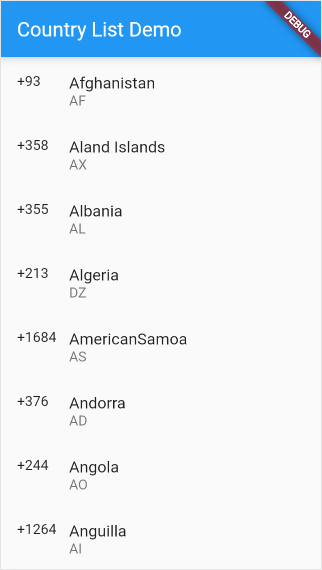 Country List Demo
DEBUG
+93 Afghanistan
AF
+358 Aland Islands
AX
+355 Albania
AL
+213 Algeria
DZ
+1684 AmericanSamoa
AS
+376 Andorra
AD
+244 Angola
AO
+1264 Anguilla
AI